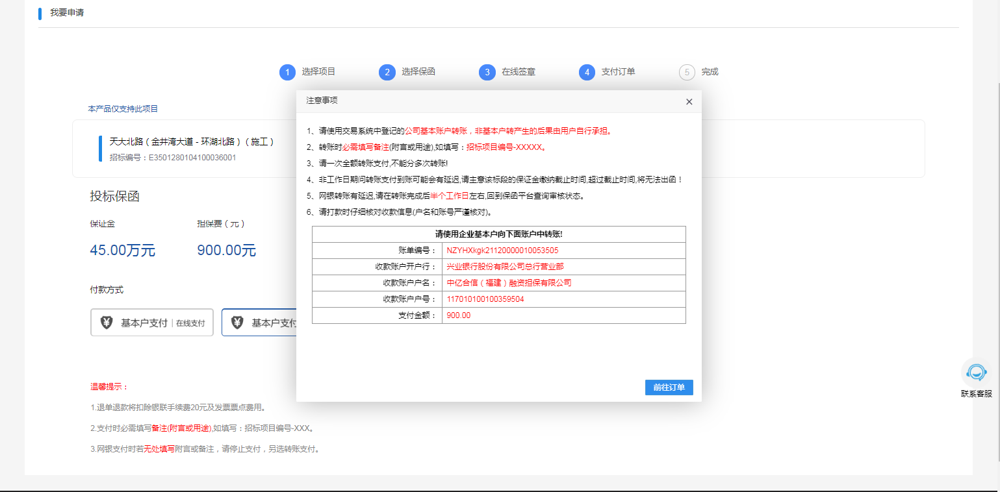 我要申请
1 选择项目 2 选择保函 3 在线签章 4 支付订单 5 完成
本产品仅支持此项目
天大北路（金井湾大道 - 环湖北路）（施工）
招标编号：E3501280104100036001
投标保函
保证金 担保费（元）
45.00万元 900.00元
付款方式
基本户支付 | 在线支付 基本户支付
温馨提示：
1.退单退款将扣除银联手续费20元及发票票点费用。
2.支付时必需填写备注(附言或用途),如填写：招标项目编号-XXX。
3.网银支付时若无处填写附言或备注，请停止支付，另选转账支付。
注意事项
1、请使用交易系统中登记的公司基本账户转账，非基本户转产生的后果由用户自行承担。
2、转账时必需填写备注(附言或用途),如填写：招标项目编号-XXXXX。
3、请一次全额转账支付,不能分多次转账!
4、非工作日期问转账支付到账可能会有延迟,请主意该标段的保证金缴纳截止时间,超过截止时间,将无法出函！
5、网银转账有延迟,请在转账完成后半个工作日左右,回到保函平台查询审核状态。
6、请打款时仔细核对收款信息(户名和账号严谨核对)。
请使用企业基本户向下面账户中转账!
账单编号： NZYHXkgk21120000010053505
收款账户开户行： 兴业银行股份有限公司总行营业部
收款账户户名： 中亿合信（福建）融资担保有限公司
收款账户户号： 117010100100359504
支付金额： 900.00
前往订单
联系客服